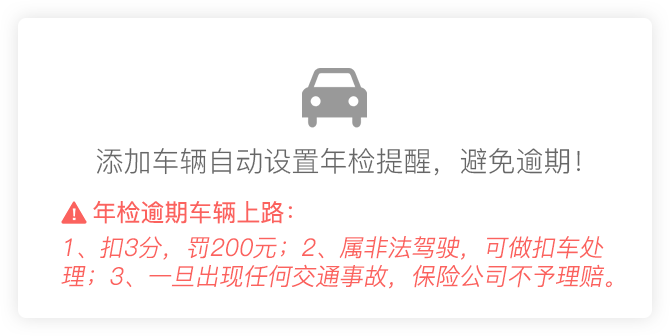 添加车辆自动设置年检提醒，避免逾期！
年检逾期车辆上路：
1、扣3分，罚200元；2、属非法驾驶，可做扣车处
理；3、一旦出现任何交通事故，保险公司不予理赔。